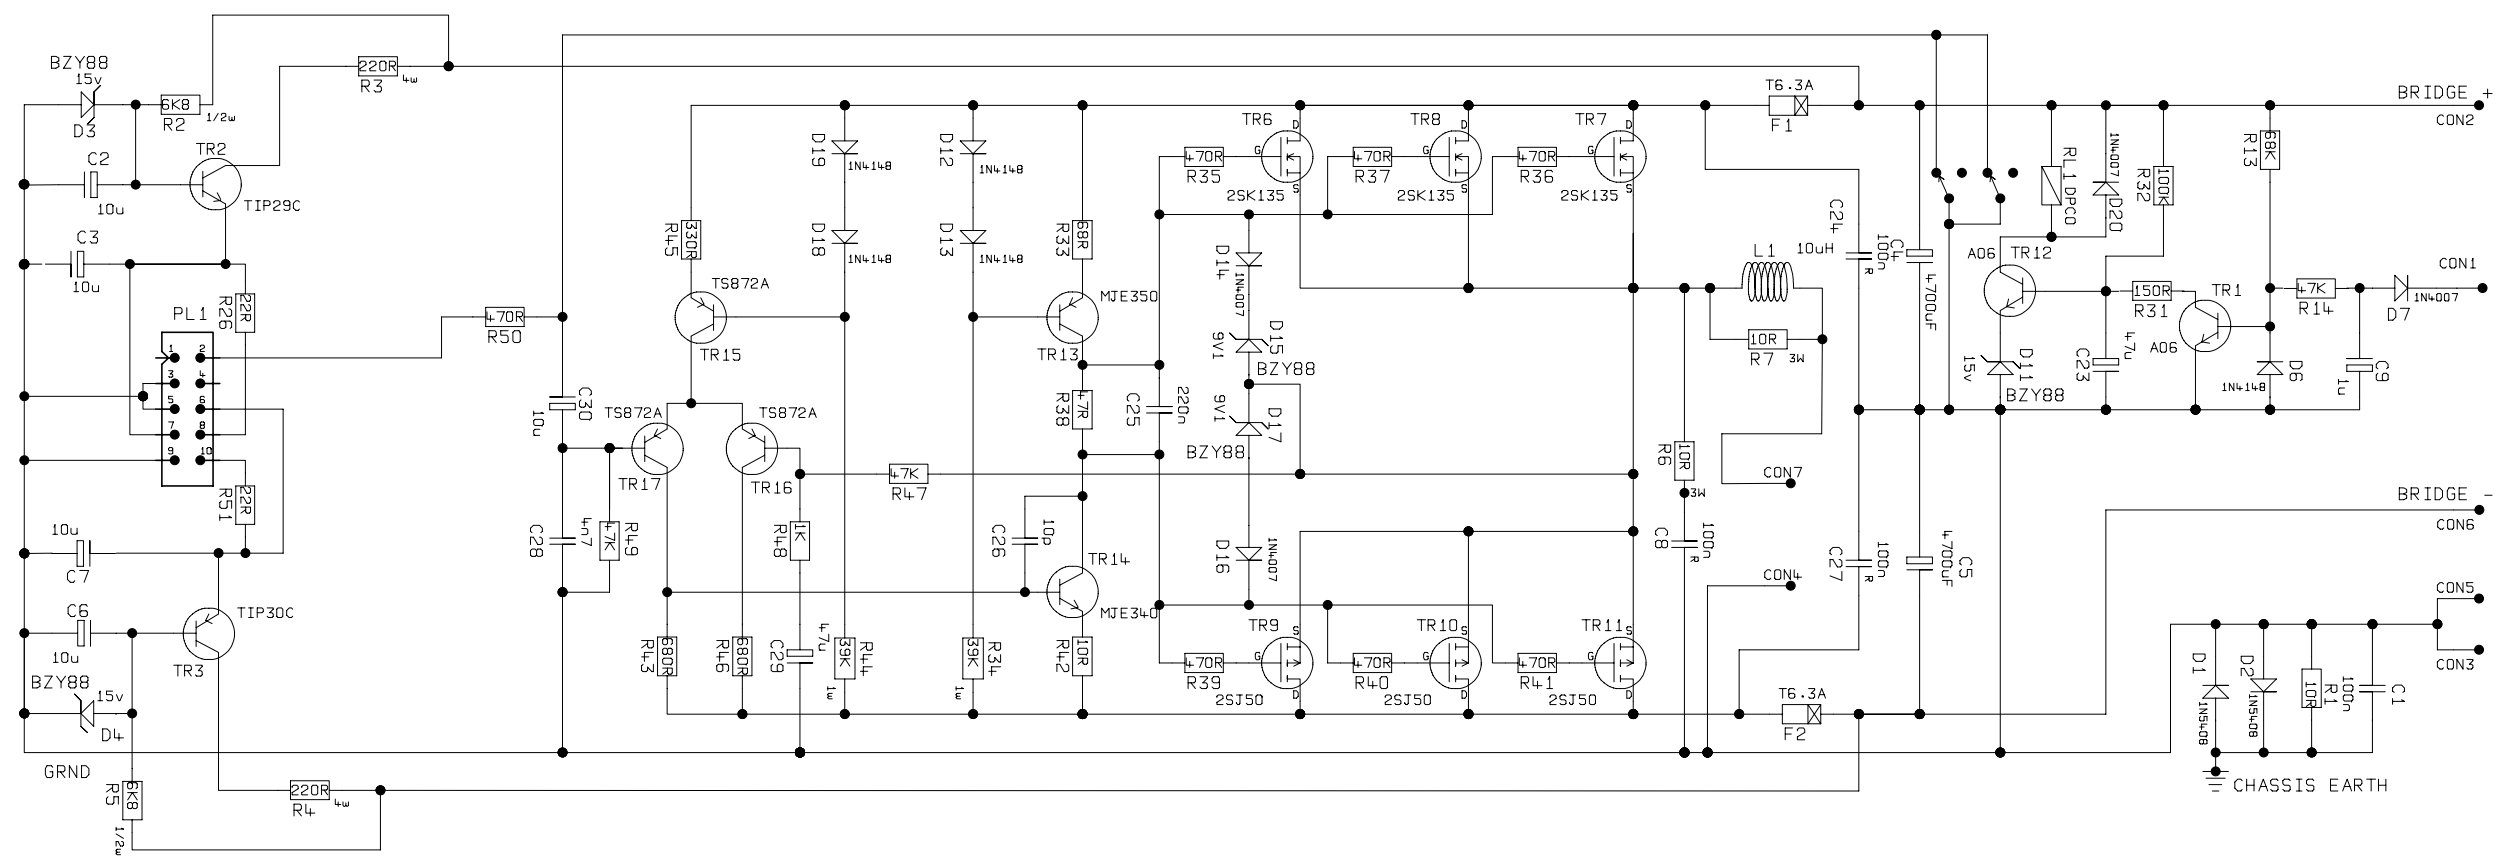 BZY88
15v
D3
6K8
R2
1/2w
220R
R3
4w
C2
10u
TR2
TIP29C
C3
10u
R26
22R
PL1
1
2
3
4
5
6
7
8
9
10
R51
22R
10u
C7
C6
10u
TIP30C
TR3
BZY88
15v
D4
GRND
R5
6K8
1/2w
220R
R4
4w
470R
R50
C30
10u
C28
4n7
47K
R49
D19
1N4148
D18
1N4148
R45
330R
TS872A
TR15
TS872A
TR17
TS872A
TR16
47K
R47
1K
R48
R43
680R
R46
680R
C29
47u
39K
R44
1w
D12
1N4148
D13
1N4148
39K
R34
1w
R33
68R
MJE350
TR13
R38
47R
C26
10p
TR14
MJE340
R42
10R
C25
220n
TR6
D
G
S
470R
R35
2SK135
TR8
D
G
S
470R
R37
2SK135
TR7
D
G
S
470R
R36
2SK135
D14
1N4007
9V1
D15
BZY88
9V1
D17
BZY88
D16
1N4007
TR9
S
G
D
470R
R39
2SJ50
TR10
S
G
D
470R
R40
2SJ50
TR11
S
G
D
470R
R41
2SJ50
R6
10R
3W
C8
100n
R
L1
10uH
10R
R7
3W
CON7
CON4
T6.3A
F1
T6.3A
F2
C24
100n
R
C27
100n
R
C4
4700uF
C5
4700uF
RL1
DPCO
1N4007
D20
R32
100K
A06
TR12
15v
D11
BZY88
C23
47u
150R
R31
TR1
A06
R13
68K
47K
R14
D6
1N4148
C9
1u
D7
1N4007
CON1
BRIDGE +
CON2
BRIDGE -
CON6
CON5
CON3
D1
1N5408
D2
1N5408
10R
R1
100n
C1
CHASSIS EARTH